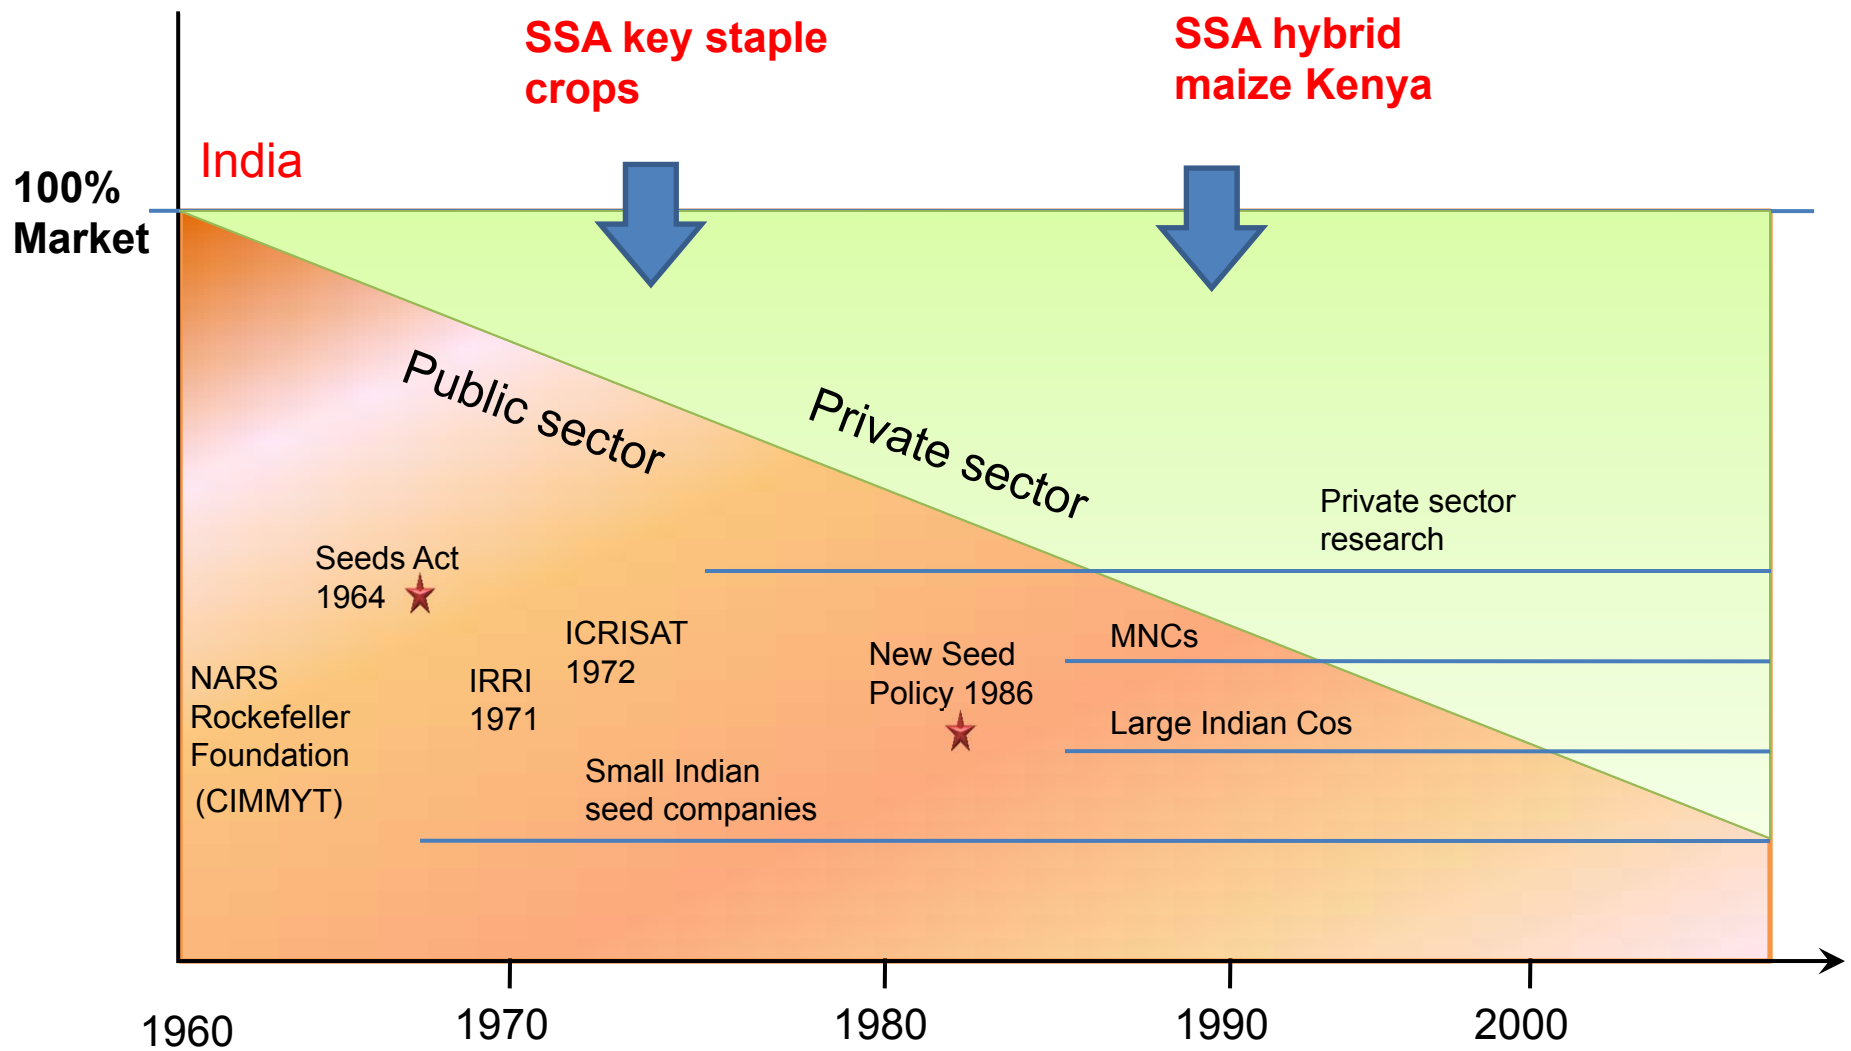 SSA key staple
crops
SSA hybrid
maize Kenya
India
100%
Market
Public sector
Private sector
Private sector
research
Seeds Act
1964
ICRISAT
1972
MNCs
New Seed
Policy 1986
NARS
Rockefeller
Foundation
(CIMMYT)
IRRI
1971
Large Indian Cos
Small Indian
seed companies
1960
1970
1980
1990
2000